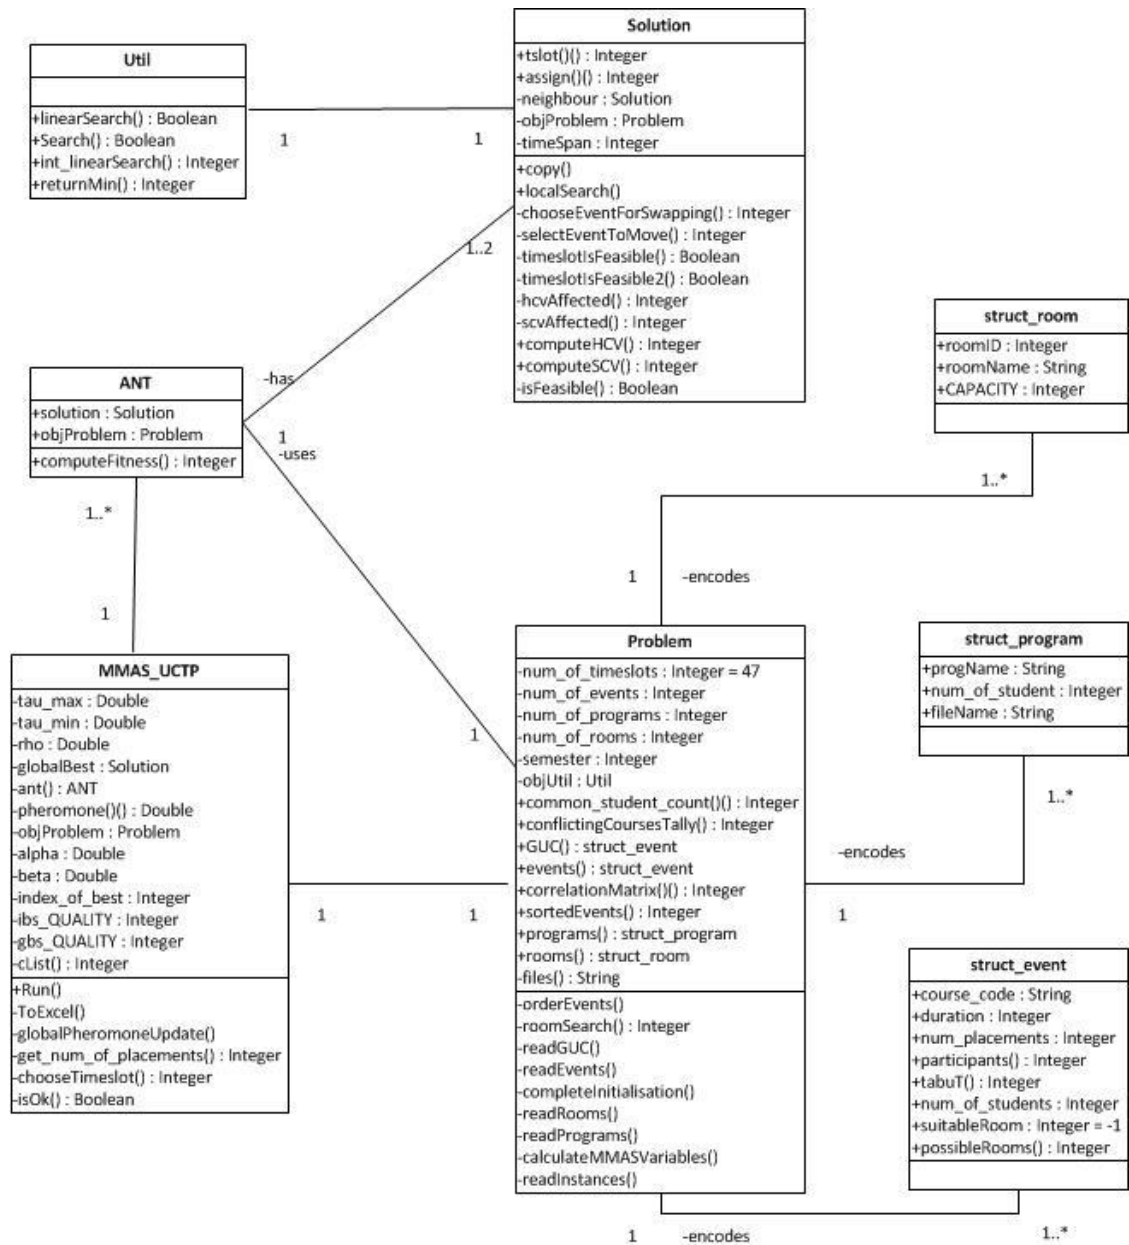 Solution
+tslot()() : Integer
+assign()() : Integer
-neighbour : Solution
-objProblem : Problem
-timeSpan : Integer
+copy()
+localSearch()
-chooseEventForSwapping() : Integer
-selectEventToMove() : Integer
-timeslotIsFeasible() : Boolean
-timeslotIsFeasible2() : Boolean
-hcvAffected() : Integer
-scvAffected() : Integer
+computeHCV() : Integer
+computeSCV() : Integer
-isFeasible() : Boolean
Util
+linearSearch() : Boolean
+Search() : Boolean
+int_linearSearch() : Integer
+returnMin() : Integer
1
1
1..2
-has
1
-uses
ANT
+solution : Solution
+objProblem : Problem
+computeFitness() : Integer
1..*
1
1
struct_room
+roomID : Integer
+roomName : String
+CAPACITY : Integer
1..*
1
-encodes
MMAS_UCTP
-tau_max : Double
-tau_min : Double
-rho : Double
-globalBest : Solution
-ant() : ANT
-pheromone()() : Double
-objProblem : Problem
-alpha : Double
-beta : Double
-index_of_best : Integer
-ibs_QUALITY : Integer
-gbs_QUALITY : Integer
-cList() : Integer
+Run()
-ToExcel()
-globalPheromoneUpdate()
-get_num_of_placements() : Integer
-chooseTimeslot() : Integer
-isOk() : Boolean
1
1
Problem
-num_of_timeslots : Integer = 47
-num_of_events : Integer
-num_of_programs : Integer
-num_of_rooms : Integer
-semester : Integer
-objUtil : Util
+common_student_count()() : Integer
+conflictingCoursesTally() : Integer
+GUC() : struct_event
+events() : struct_event
+correlationMatrix()() : Integer
+sortedEvents() : Integer
+programs() : struct_program
+rooms() : struct_room
-files() : String
-orderEvents()
-roomSearch() : Integer
-readGUC()
-readEvents()
-completeInitialisation()
-readRooms()
-readPrograms()
-calculateMMASVariables()
-readInstances()
struct_program
+progName : String
+num_of_student : Integer
+fileName : String
1..*
-encodes
1
struct_event
+course_code : String
+duration : Integer
+num_placements : Integer
+participants() : Integer
+tabuT() : Integer
+num_of_students : Integer
+suitableRoom : Integer = -1
+possibleRooms() : Integer
1
-encodes
1..*